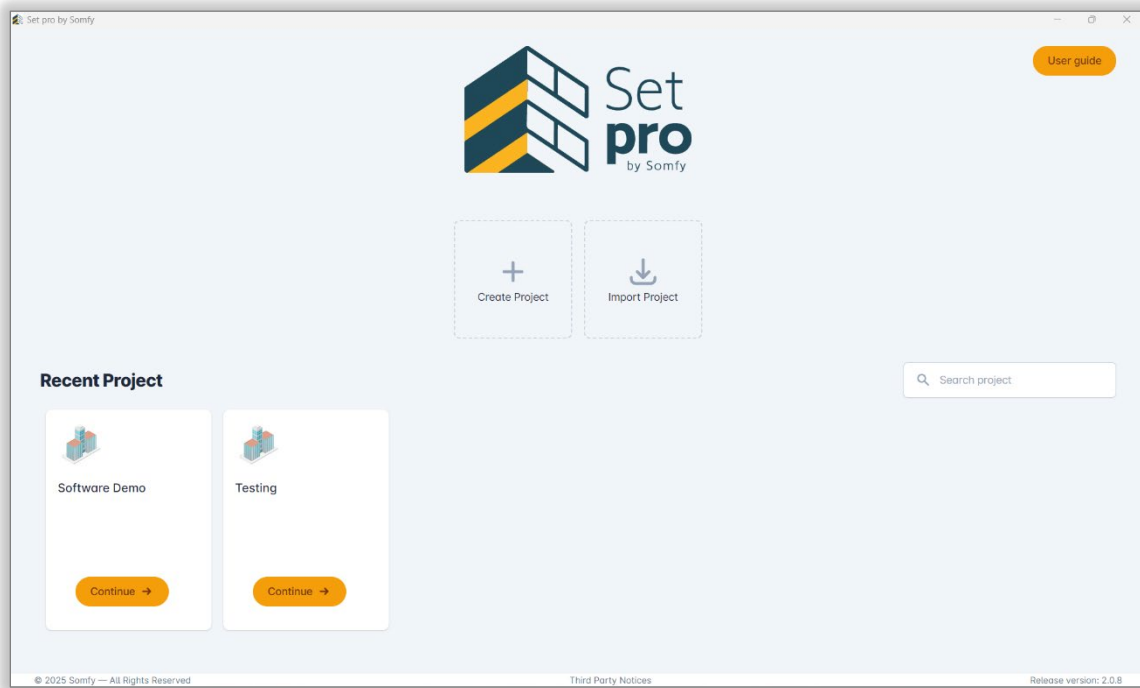 Set pro by Somfy
User guide
Set
pro
by Somfy
Create Project
Import Project
Recent Project
Search project
Software Demo
Testing
Continue →
Continue →
© 2025 Somfy — All Rights Reserved
Third Party Notices
Release version: 2.0.8